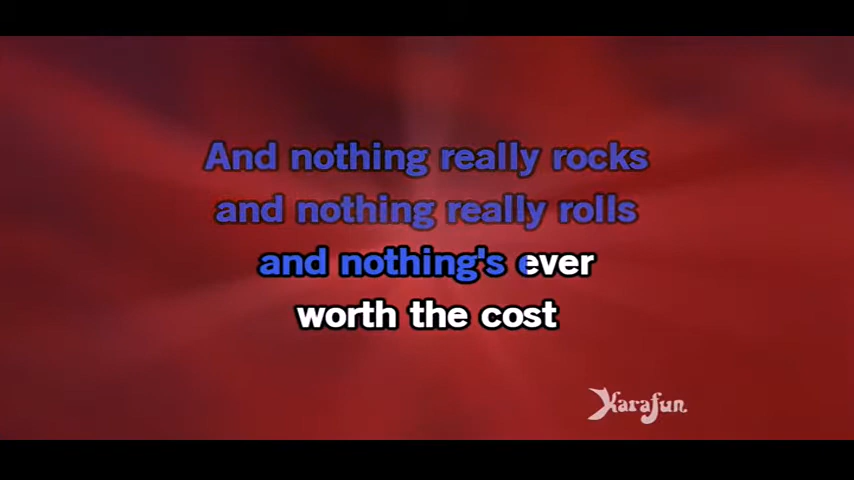 And nothing really rocks
and nothing really rolls
and nothing's ever
worth the cost
Karafun